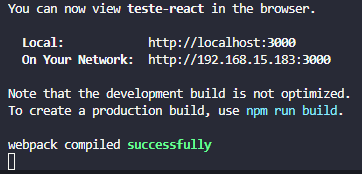 You can now view teste-react in the browser.
Local: http://localhost:3000
On Your Network: http://192.168.15.183:3000
Note that the development build is not optimized.
To create a production build, use npm run build.
webpack compiled successfully